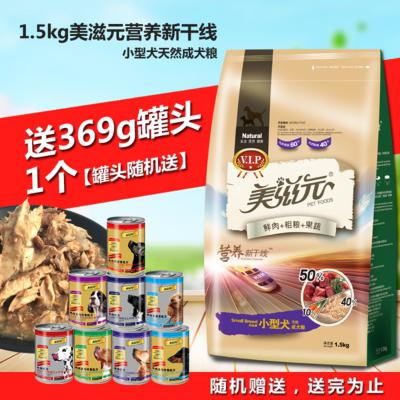 1.5kg美滋元营养新干线
小型犬天然成犬粮
送369g罐头
1个【罐头随机送】
Natural
V.I.P
美滋元®
PET FOODS
鲜肉+粗粮+果蔬
营养新干线
50%
40%
10%
Small Breed
小型犬
成犬粮
1.5kg
随机赠送，送完为止